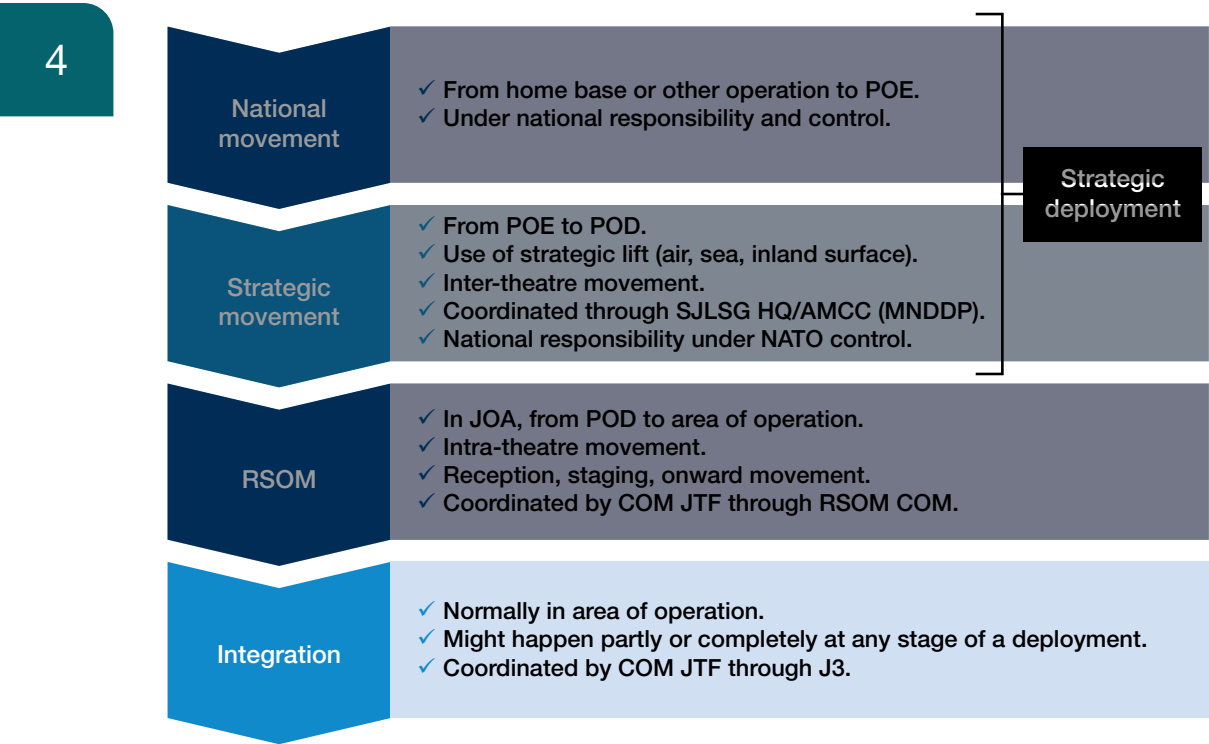 4
National
movement
✓ From home base or other operation to POE.
✓ Under national responsibility and control.
Strategic
deployment
Strategic
movement
✓ From POE to POD.
✓ Use of strategic lift (air, sea, inland surface).
✓ Inter-theatre movement.
✓ Coordinated through SJLSG HQ/AMCC (MNDDP).
✓ National responsibility under NATO control.
RSOM
✓ In JOA, from POD to area of operation.
✓ Intra-theatre movement.
✓ Reception, staging, onward movement.
✓ Coordinated by COM JTF through RSOM COM.
Integration
✓ Normally in area of operation.
✓ Might happen partly or completely at any stage of a deployment.
✓ Coordinated by COM JTF through J3.